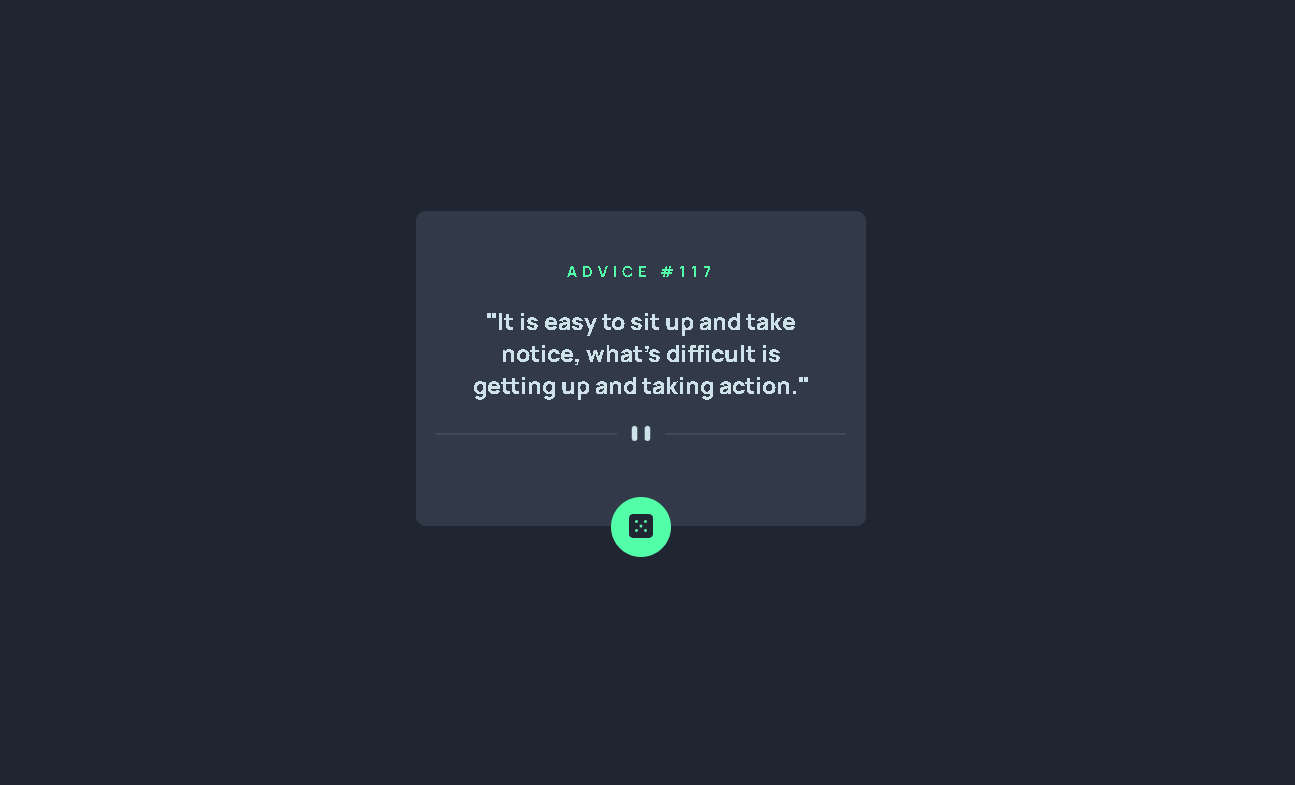 ADVICE #117
"It is easy to sit up and take
notice, what's difficult is
getting up and taking action."